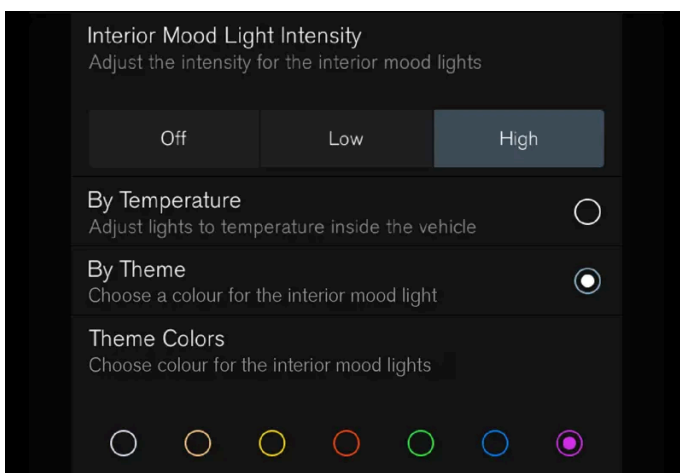 Interior Mood Light Intensity
Adjust the intensity for the interior mood lights
Off Low High
By Temperature
Adjust lights to temperature inside the vehicle
By Theme
Choose a colour for the interior mood light
Theme Colors
Choose colour for the interior mood lights